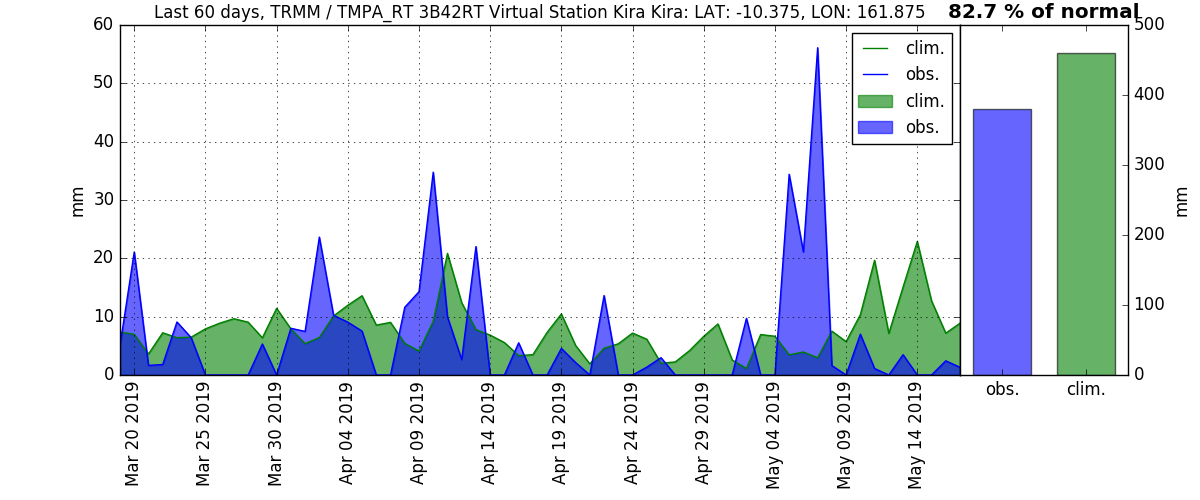 Last 60 days, TRMM / TMPA_RT 3B42RT Virtual Station Kira Kira: LAT: -10.375, LON: 161.875
82.7 % of normal
60
50
40
30
20
10
0
mm
clim.
obs.
clim.
obs.
500
400
300
200
100
0
mm
obs.
clim.
Mar 20 2019
Mar 25 2019
Mar 30 2019
Apr 04 2019
Apr 09 2019
Apr 14 2019
Apr 19 2019
Apr 24 2019
Apr 29 2019
May 04 2019
May 09 2019
May 14 2019